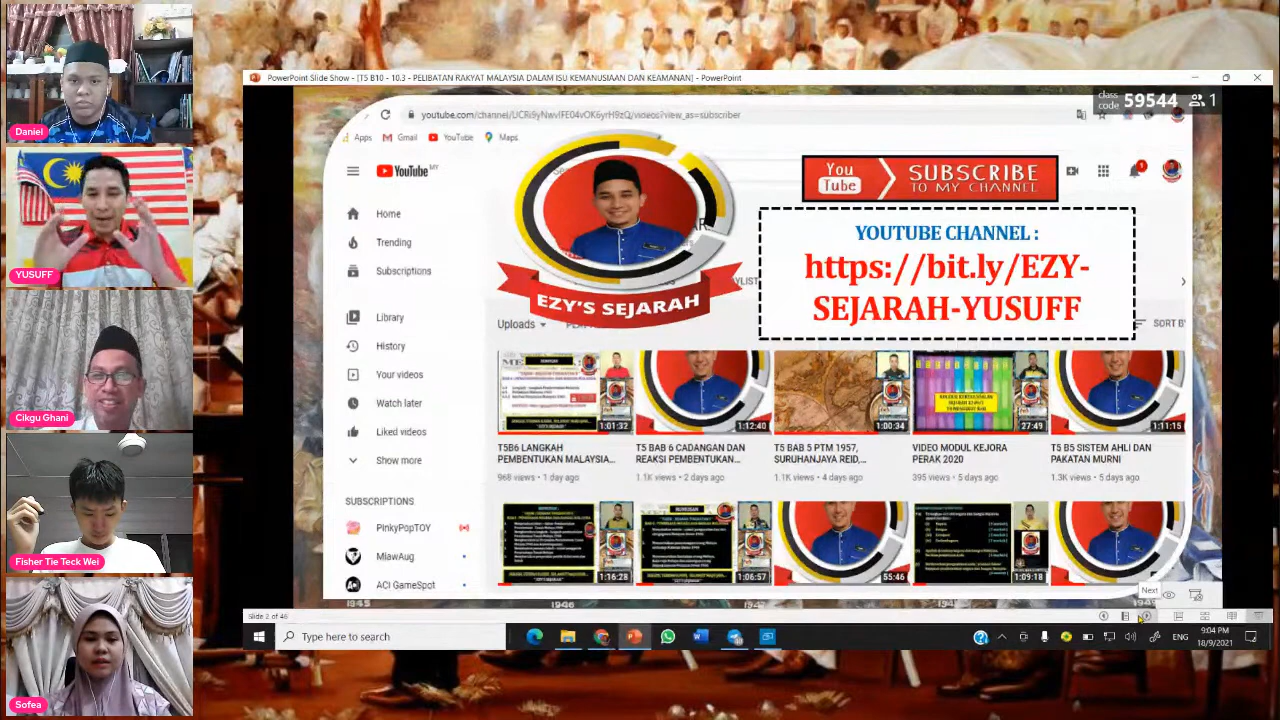 Daniel
YUSUFF
Cikgu Ghani
Fisher Tie Teck Wei
Sofea
PowerPoint Slide Show - [T5 B10 - 10.3 - PELIBATAN RAKYAT MALAYSIA DALAM ISU KEMANUSIAAN DAN KEAMANAN] - PowerPoint
class code 59544 1
Apps Gmail YouTube Maps
YouTube MY
Home
Trending
Subscriptions
Library
History
Your videos
Watch later
Liked videos
Show more
SUBSCRIPTIONS
PinkyPopTOY
MiawAug
ACI GameSpot
EZY'S SEJARAH
You Tube
SUBSCRIBE
TO MY CHANNEL
YOUTUBE CHANNEL :
https://bit.ly/EZY-
SEJARAH-YUSUFF
Uploads
SORT BY
1:01:32
1:12:40
1:00:34
27:49
1:11:15
T5B6 LANGKAH
PEMBENTUKAN MALAYSIA...
968 views • 1 day ago
T5 BAB 6 CADANGAN DAN
REAKSI PEMBENTUKAN...
1.1K views • 2 days ago
T5 BAB 5 PTM 1957,
SURUHANJAYA REID,...
1.1K views • 4 days ago
VIDEO MODUL KEJORA
PERAK 2020
395 views • 5 days ago
T5 B5 SISTEM AHLI DAN
PAKATAN MURNI
1.3K views • 5 days ago
1:16:28
1:06:57
55:46
1:09:18
1945 1946
Next
Slide 2 of 46
Type here to search
ENG
9:04 PM
18/9/2021